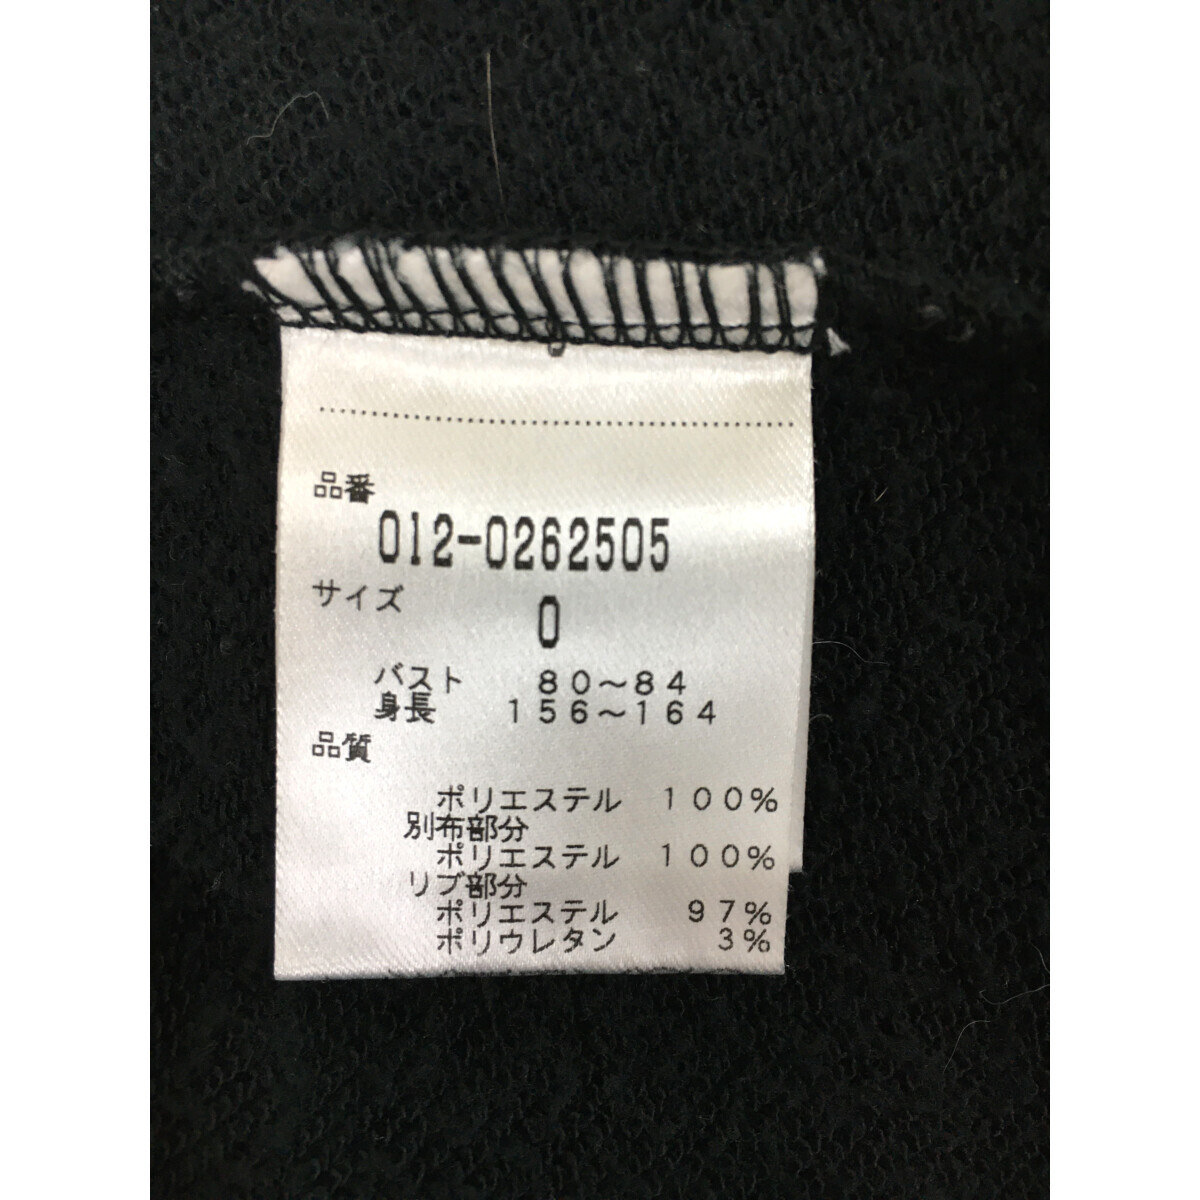 品番
012-0262505
サイズ
0
バスト 80～84
身長 156～164
品質
ポリエステル 100%
別布部分
ポリエステル 100%
リブ部分
ポリエステル 97%
ポリウレタン 3%